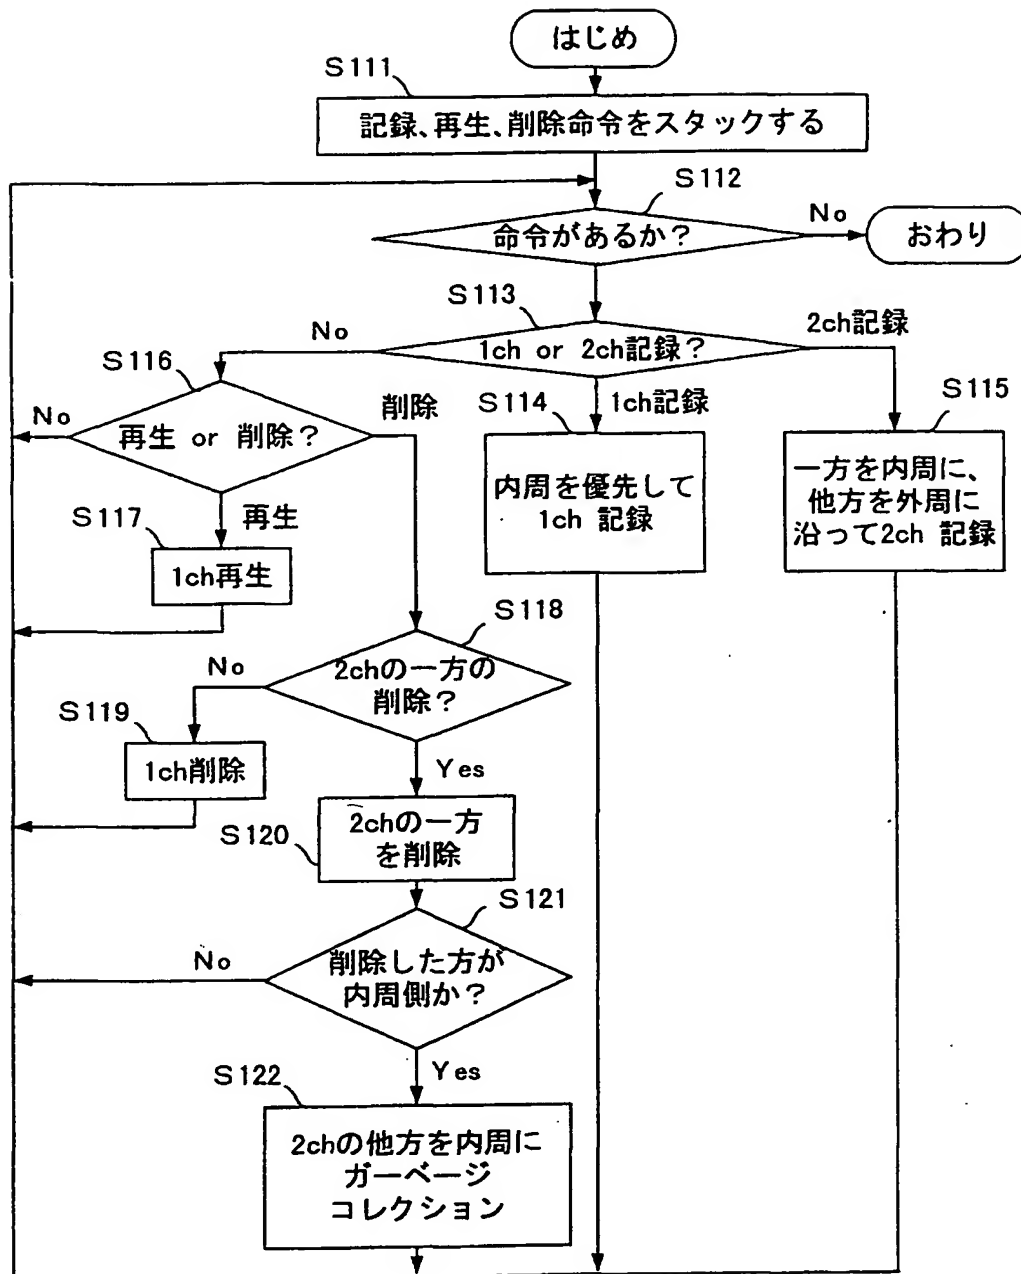 はじめ
S111
記録、再生、削除命令をスタックする
S112
命令があるか？
No
おわり
S113
No
1ch or 2ch記録？
2ch記録
S116
No
再生 or 削除？
削除
S114
1ch記録
内周を優先して
1ch 記録
S115
一方を内周に、
他方を外周に
沿って2ch 記録
S117
再生
1ch再生
S118
No
2chの一方の
削除？
S119
1ch削除
Yes
S120
2chの一方
を削除
S121
No
削除した方が
内周側か？
Yes
S122
2chの他方を内周に
ガーベージ
コレクション